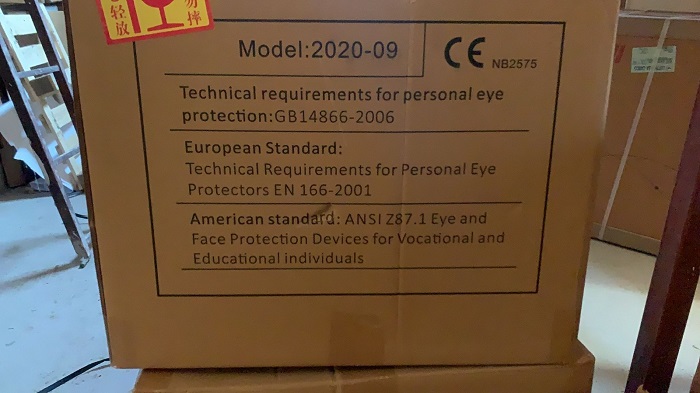 轻放
勿摔
Model:2020-09
CE NB2575
Technical requirements for personal eye
protection:GB14866-2006
European Standard:
Technical Requirements for Personal Eye
Protectors EN 166-2001
American standard: ANSI Z87.1 Eye and
Face Protection Devices for Vocational and
Educational individuals